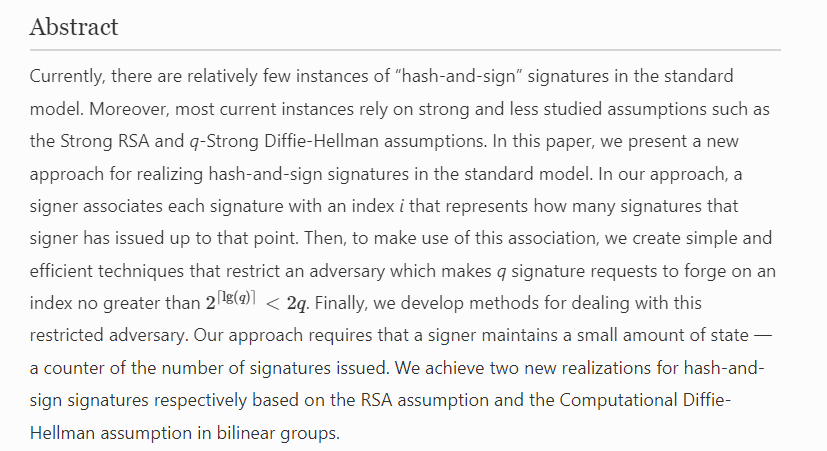 Abstract
Currently, there are relatively few instances of “hash-and-sign” signatures in the standard
model. Moreover, most current instances rely on strong and less studied assumptions such as
the Strong RSA and q-Strong Diffie-Hellman assumptions. In this paper, we present a new
approach for realizing hash-and-sign signatures in the standard model. In our approach, a
signer associates each signature with an index i that represents how many signatures that
signer has issued up to that point. Then, to make use of this association, we create simple and
efficient techniques that restrict an adversary which makes q signature requests to forge on an
index no greater than 2^⌈lg(q)⌉ < 2q. Finally, we develop methods for dealing with this
restricted adversary. Our approach requires that a signer maintains a small amount of state —
a counter of the number of signatures issued. We achieve two new realizations for hash-and-
sign signatures respectively based on the RSA assumption and the Computational Diffie-
Hellman assumption in bilinear groups.